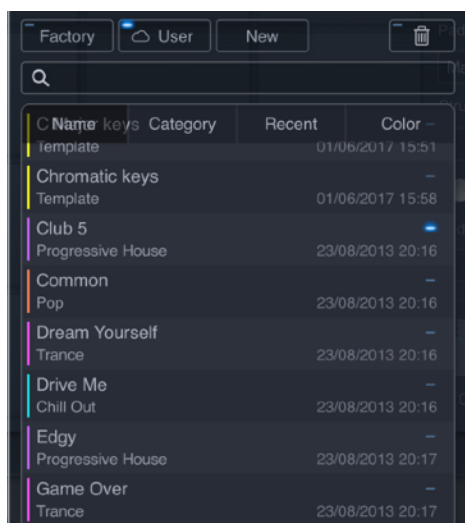 Factory
User
New
Name Category Recent Color
C Major keys
Template 01/06/2017 15:51
Chromatic keys
Template 01/06/2017 15:58
Club 5
Progressive House 23/08/2013 20:16
Common
Pop 23/08/2013 20:16
Dream Yourself
Trance 23/08/2013 20:16
Drive Me
Chill Out 23/08/2013 20:16
Edgy
Progressive House 23/08/2013 20:17
Game Over
Trance 23/08/2013 20:17